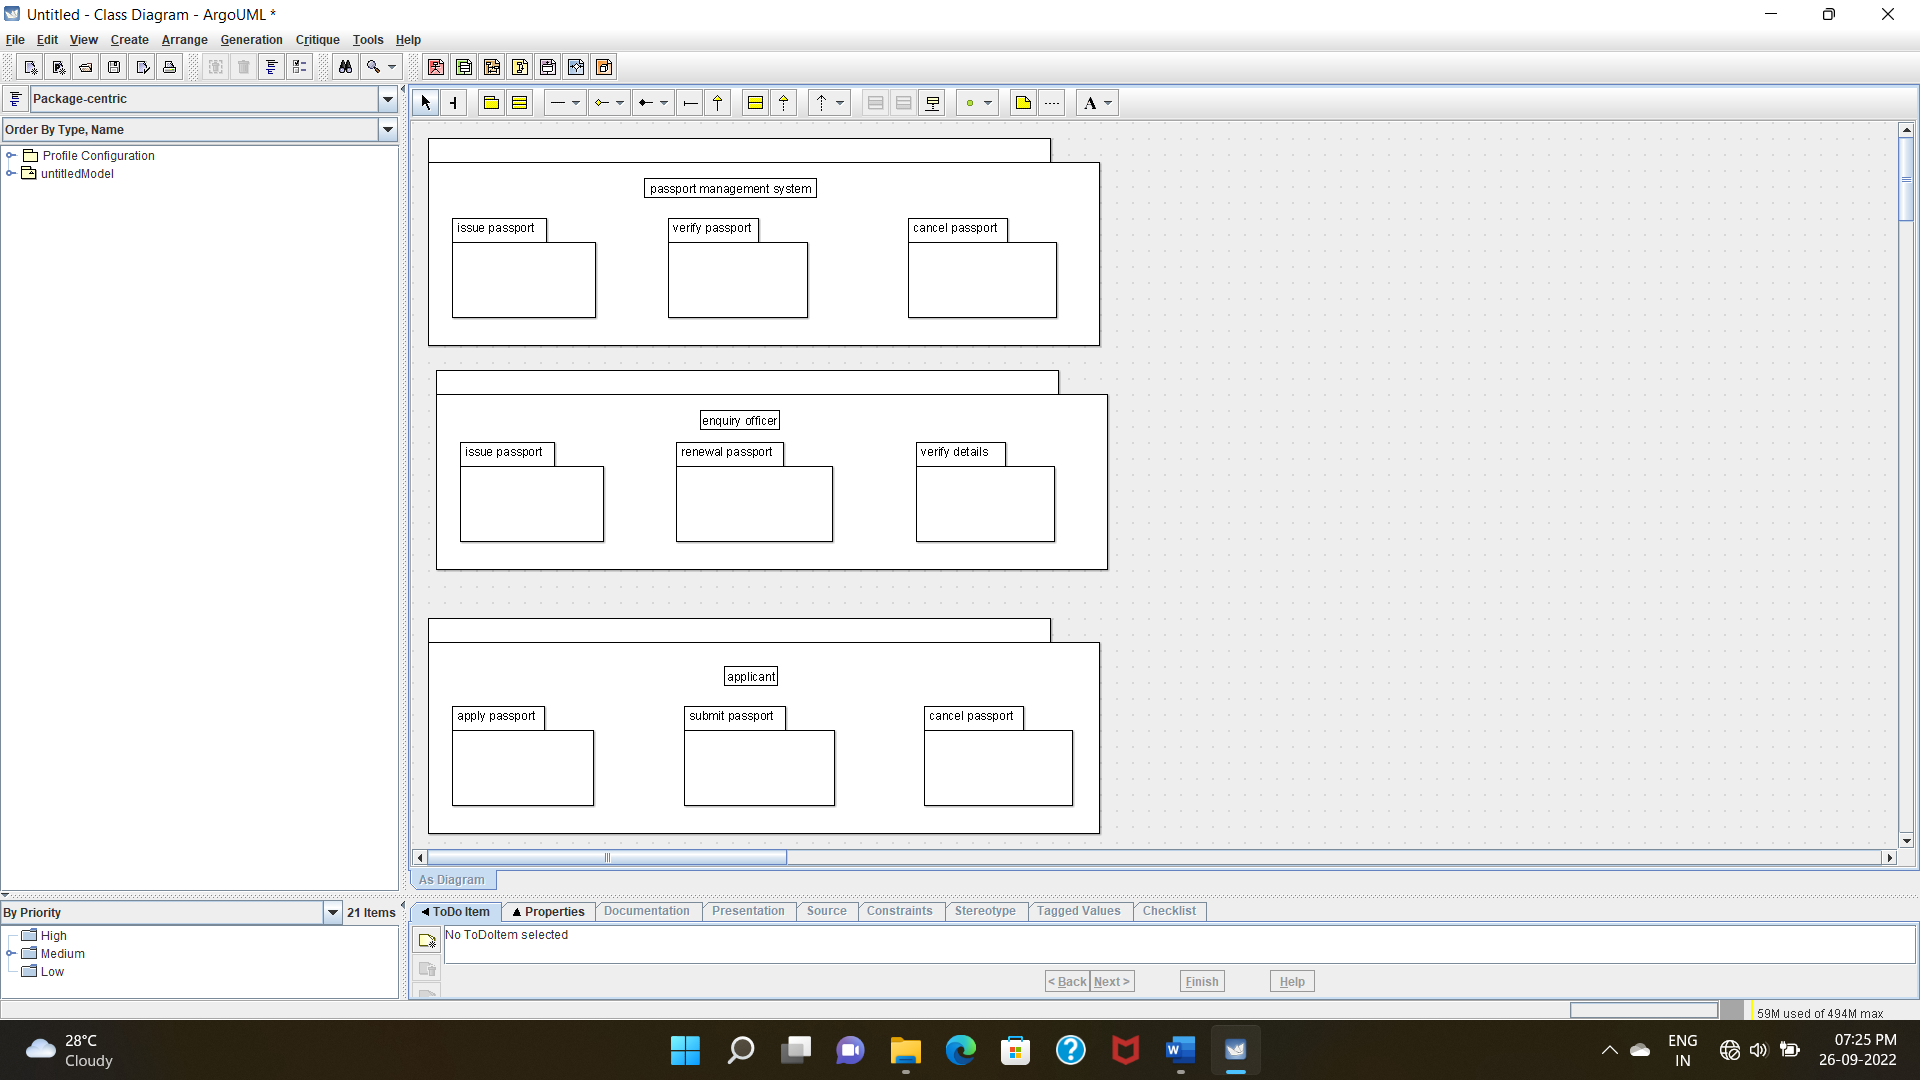 Untitled - Class Diagram - ArgoUML *
File Edit View Create Arrange Generation Critique Tools Help
Package-centric
Order By Type, Name
Profile Configuration
untitledModel
A
passport management system
issue passport verify passport cancel passport
enquiry officer
issue passport renewal passport verify details
applicant
apply passport submit passport cancel passport
As Diagram
By Priority 21 Items
High
Medium
Low
ToDo Item Properties Documentation Presentation Source Constraints Stereotype Tagged Values Checklist
No ToDoItem selected
< Back Next > Finish Help
59M used of 494M max
28°C
Cloudy
W
ENG
IN
07:25 PM
26-09-2022